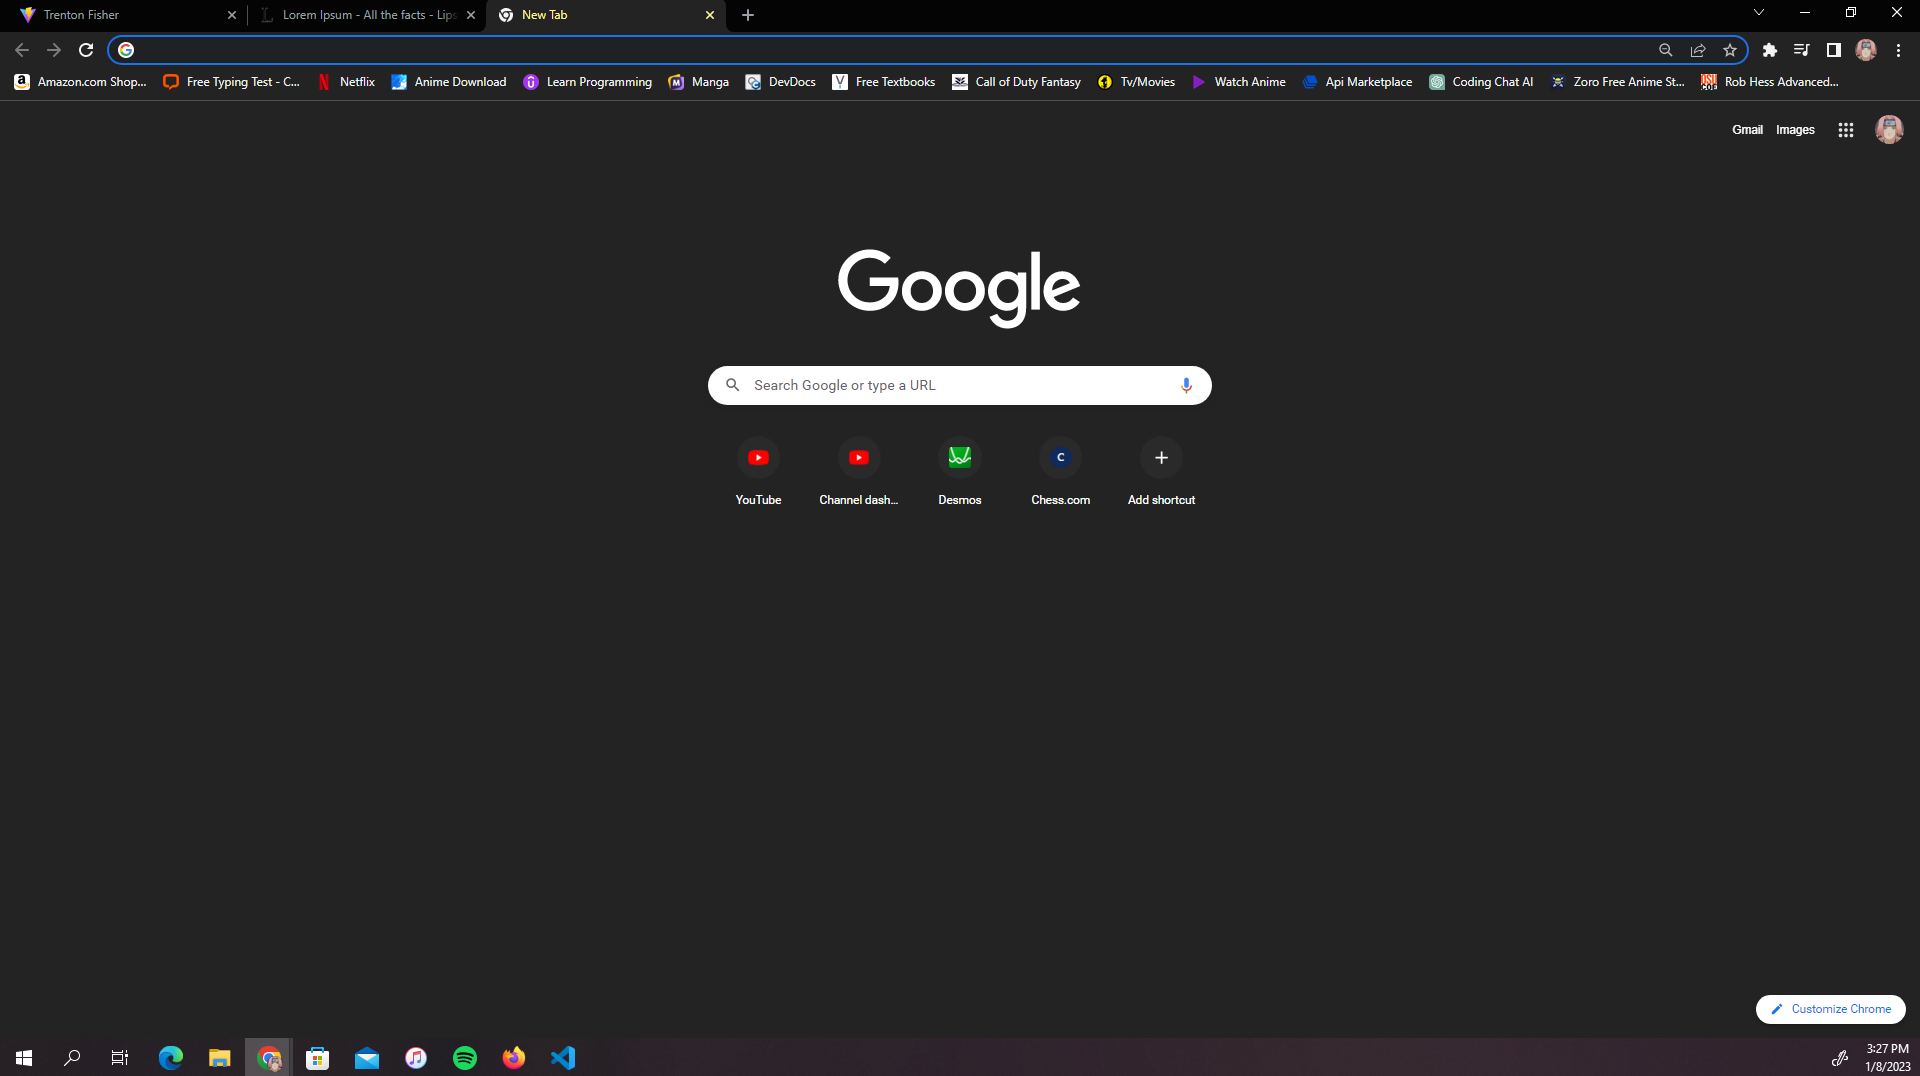 Trenton Fisher
Lorem Ipsum - All the facts - Lips
New Tab
Amazon.com Shop...
Free Typing Test - C...
Netflix
Anime Download
Learn Programming
Manga
DevDocs
Free Textbooks
Call of Duty Fantasy
Tv/Movies
Watch Anime
Api Marketplace
Coding Chat AI
Zoro Free Anime St...
Rob Hess Advanced...
Gmail
Images
Google
Search Google or type a URL
YouTube
Channel dash...
Desmos
C
Chess.com
Add shortcut
Customize Chrome
3:27 PM
1/8/2023